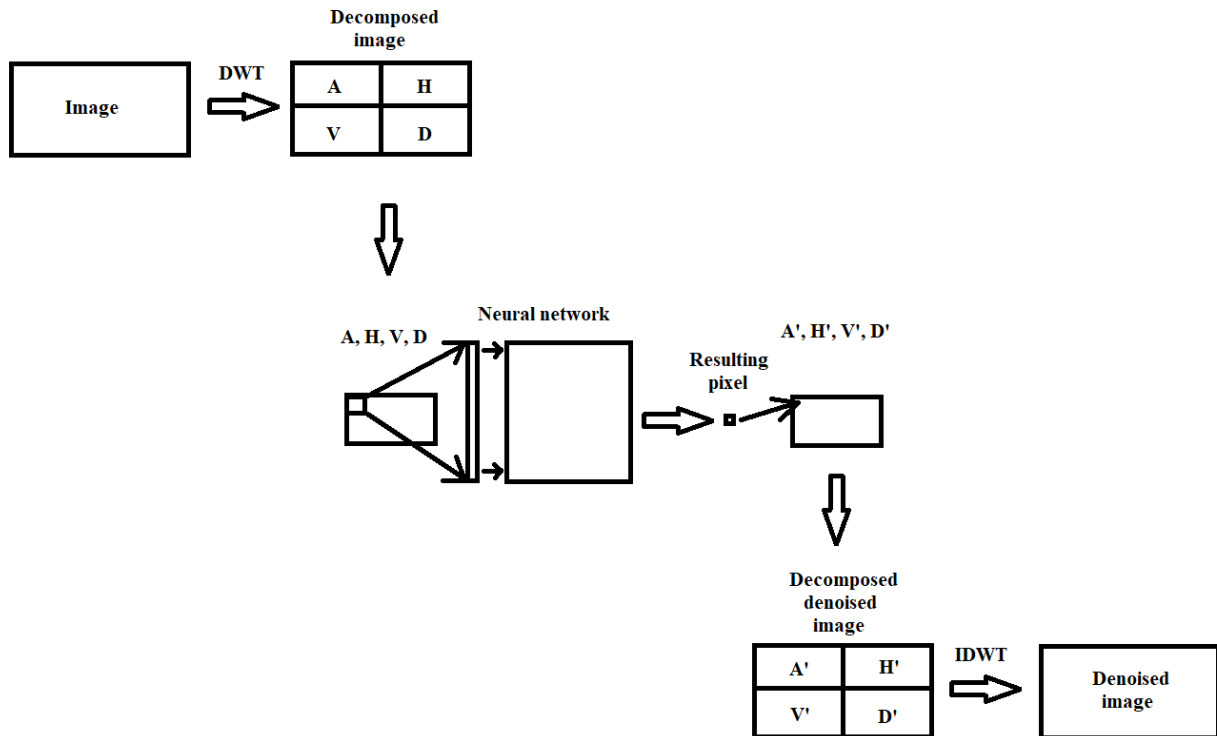 Decomposed
image
DWT
Image
A
H
V
D
Neural network
A, H, V, D
A', H', V', D'
Resulting
pixel
Decomposed
denoised
image
A'
H'
IDWT
Denoised
image
V'
D'